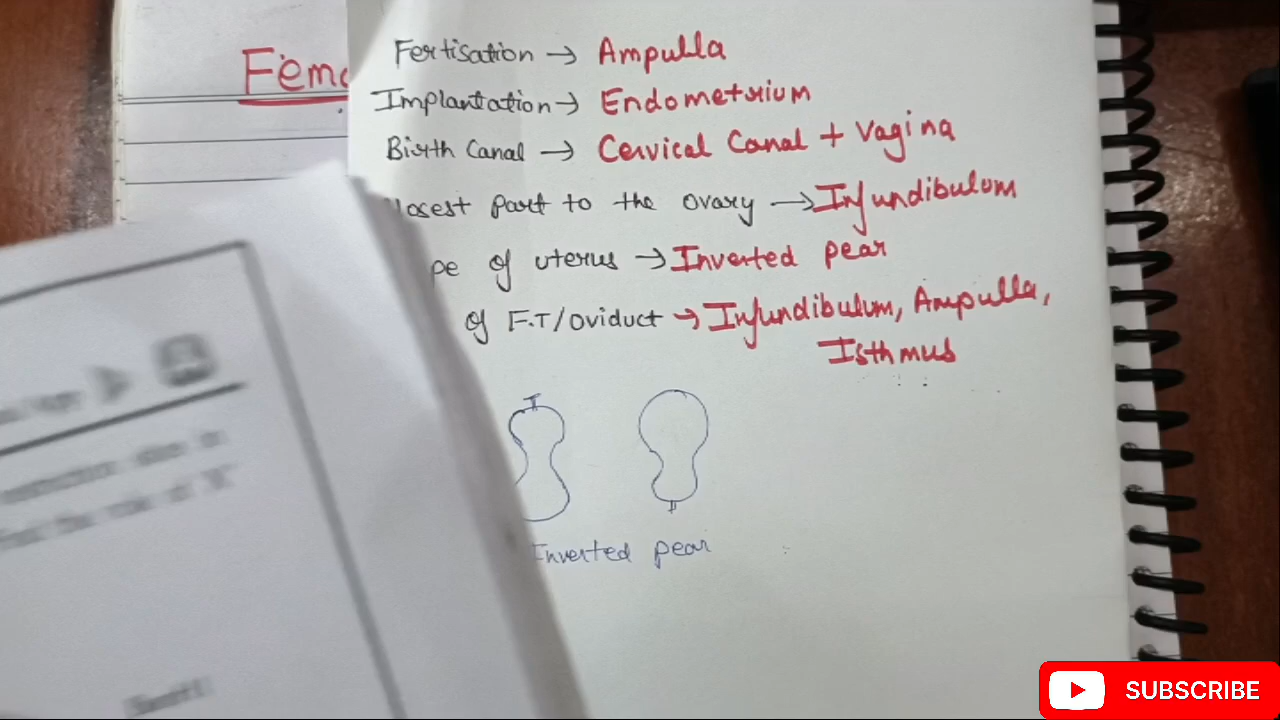 Feme
Fertisation → Ampulla
Implantation → Endometrium
Birth Canal → Cervical Canal + Vagina
losest part to the ovary → Infundibulum
pe of uterus → Inverted pear
of F.T/Oviduct → Infundibulum, Ampulla,
Isthmus
Inverted pear
SUBSCRIBE